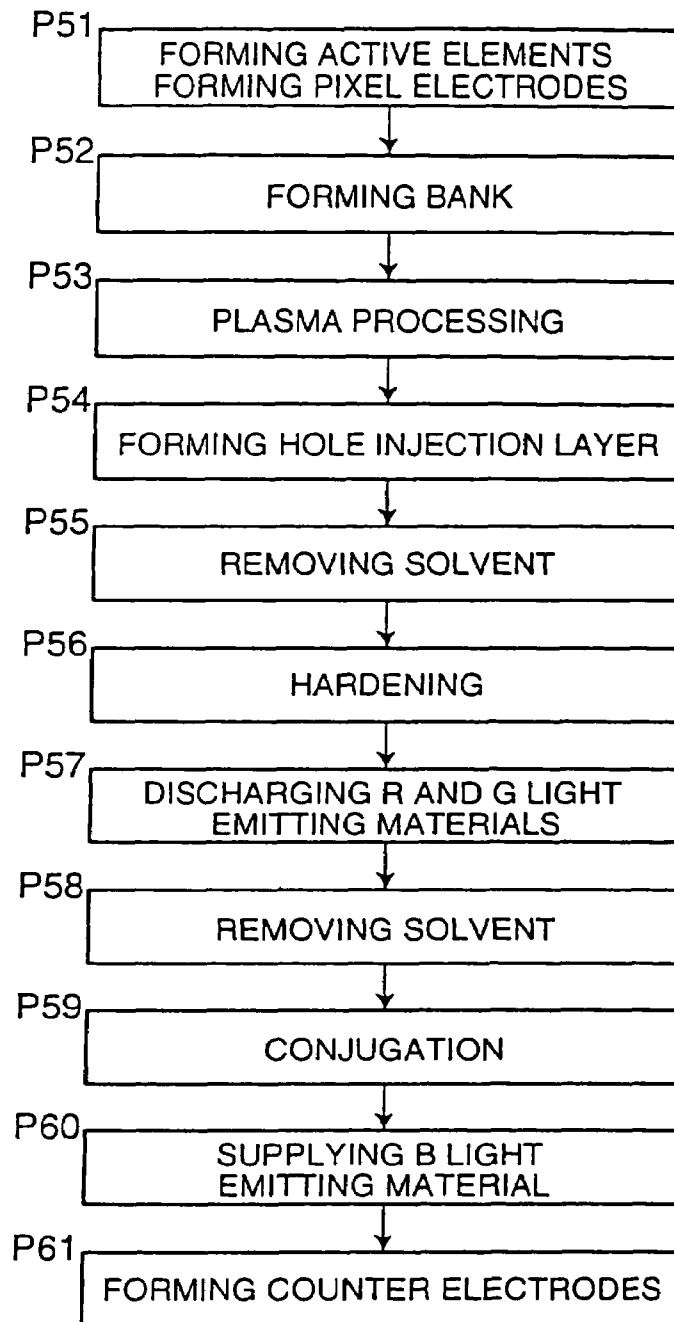 P51
FORMING ACTIVE ELEMENTS
FORMING PIXEL ELECTRODES
P52
FORMING BANK
P53
PLASMA PROCESSING
P54
FORMING HOLE INJECTION LAYER
P55
REMOVING SOLVENT
P56
HARDENING
P57
DISCHARGING R AND G LIGHT
EMITTING MATERIALS
P58
REMOVING SOLVENT
P59
CONJUGATION
P60
SUPPLYING B LIGHT
EMITTING MATERIAL
P61
FORMING COUNTER ELECTRODES